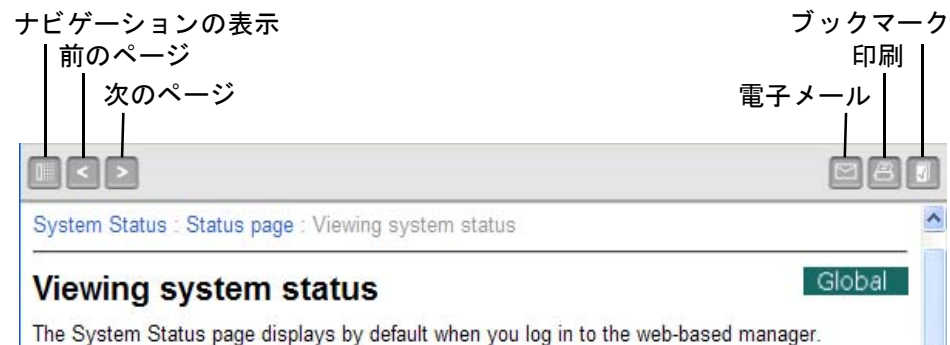 ナビゲーションの表示
ブックマーク
前のページ
印刷
次のページ
電子メール
System Status : Status page : Viewing system status
Viewing system status
Global
The System Status page displays by default when you log in to the web-based manager.